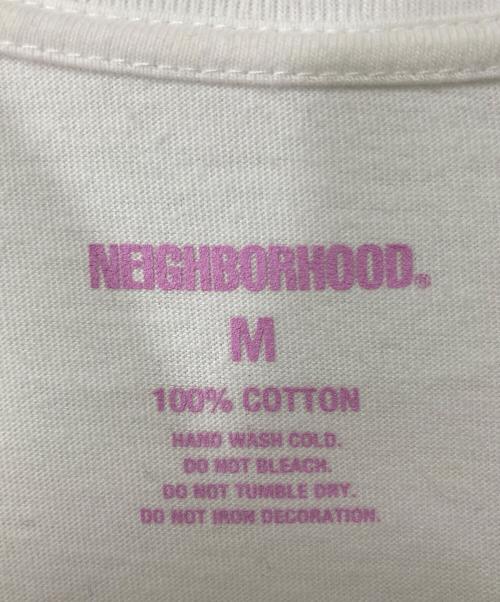 NEIGHBORHOOD®
M
100% COTTON
HAND WASH COLD.
DO NOT BLEACH.
DO NOT TUMBLE DRY.
DO NOT IRON DECORATION.